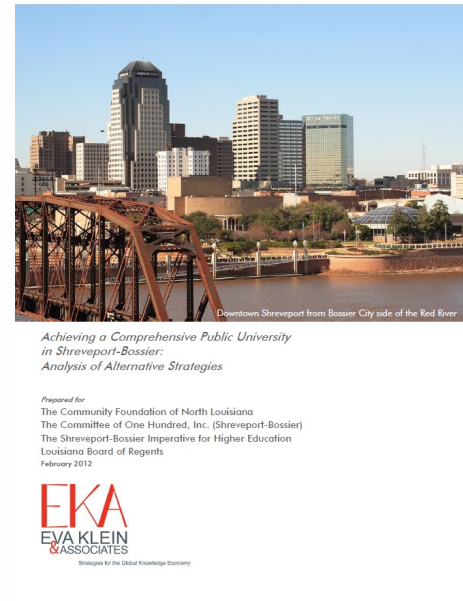 Downtown Shreveport from Bossier City side of the Red River
Achieving a Comprehensive Public University
in Shreveport-Bossier:
Analysis of Alternative Strategies
Prepared for
The Community Foundation of North Louisiana
The Committee of One Hundred, Inc. (Shreveport-Bossier)
The Shreveport-Bossier Imperative for Higher Education
Louisiana Board of Regents
February 2012
EKA
EVA KLEIN
&ASSOCIATES
Strategies for the Global Knowledge Economy